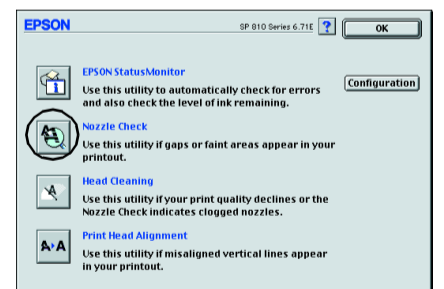 EPSON
SP 810 Series 6.71E
?
OK
EPSON StatusMonitor
Use this utility to automatically check for errors
and also check the level of ink remaining.
Configuration
Nozzle Check
Use this utility if gaps or faint areas appear in your
printout.
Head Cleaning
Use this utility if your print quality declines or the
Nozzle Check indicates clogged nozzles.
A A
Print Head Alignment
Use this utility if misaligned vertical lines appear
in your printout.